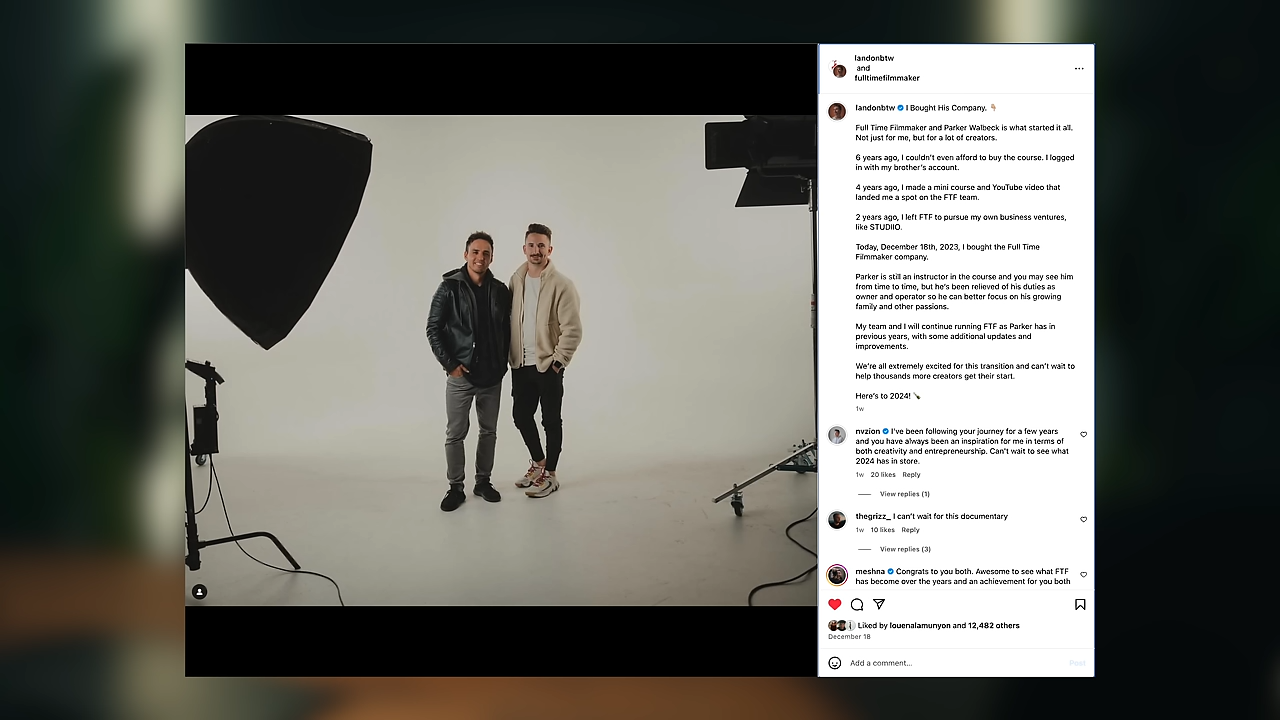 landonbtw
and
fulltimefilmmaker
landonbtw I Bought His Company.
Full Time Filmmaker and Parker Walbeck is what started it all.
Not just for me, but for a lot of creators.
6 years ago, I couldn't even afford to buy the course. I logged
in with my brother's account.
4 years ago, I made a mini course and YouTube video that
landed me a spot on the FTF team.
2 years ago, I left FTF to pursue my own business ventures,
like STUDIIO.
Today, December 18th, 2023, I bought the Full Time
Filmmaker company.
Parker is still an instructor in the course and you may see him
from time to time, but he's been relieved of his duties as
owner and operator so he can better focus on his growing
family and other passions.
My team and I will continue running FTF as Parker has in
previous years, with some additional updates and
improvements.
We're all extremely excited for this transition and can't wait to
help thousands more creators get their start.
Here's to 2024!
1w
nvzion I've been following your journey for a few years
and you have always been an inspiration for me in terms of
both creativity and entrepreneurship. Can't wait to see what
2024 has in store.
1w 20 likes Reply
View replies (1)
thegrizz_ I can't wait for this documentary
1w 10 likes Reply
View replies (3)
meshna Congrats to you both. Awesome to see what FTF
has become over the years and an achievement for you both
Liked by louenalamunyon and 12,482 others
December 18
Add a comment...
Post